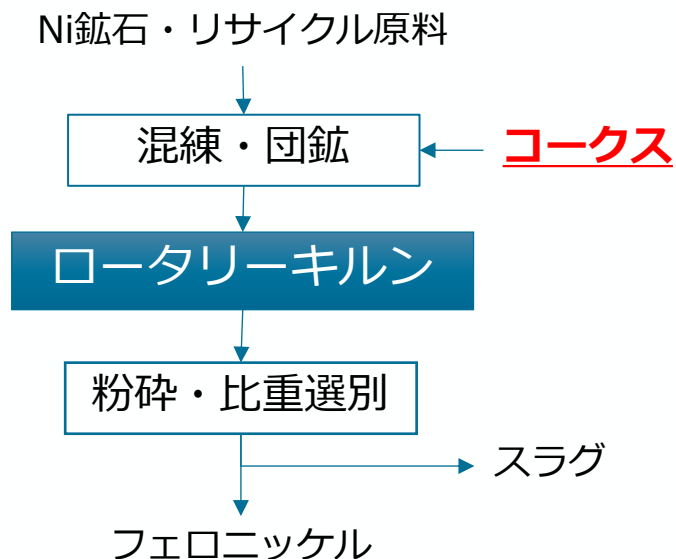 Ni鉱石・リサイクル原料
混練・団鉱
コークス
ロータリーキルン
粉砕・比重選別
スラグ
フェロニッケル